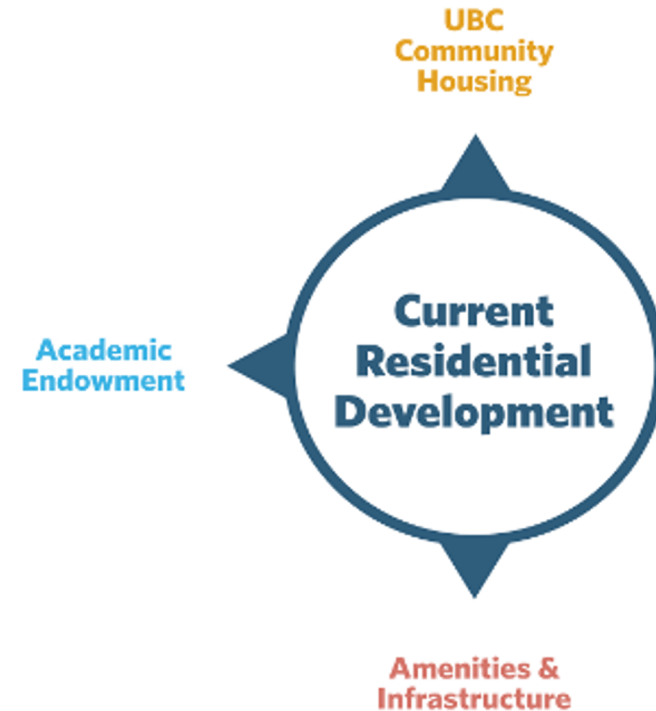 UBC
Community
Housing
Current
Residential
Development
Academic
Endowment
Amenities &
Infrastructure